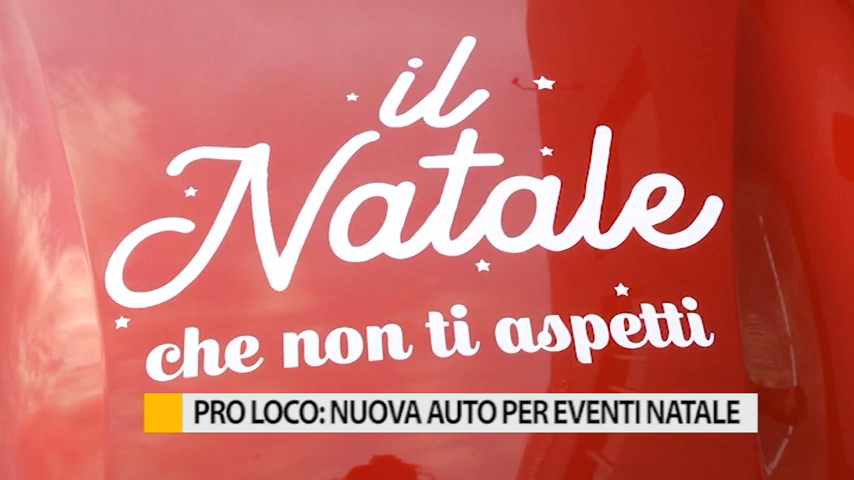 il
Natale
che non ti aspetti
PRO LOCO: NUOVA AUTO PER EVENTI NATALE